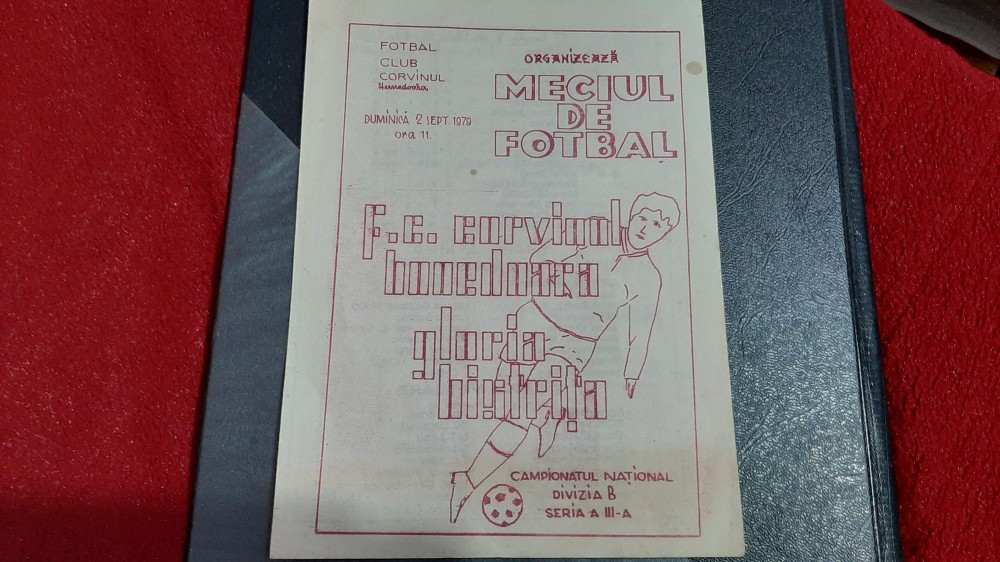 FOTBAL
CLUB
CORVINUL
Hunedoara
DUMINICĂ 2 SEPT. 1979
ora 11.
ORGANIZEAZĂ
MECIUL
DE
FOTBAL
f.c. corvinul
hunedoara
gloria
bistrița
CAMPIONATUL NAȚIONAL
DIVIZIA B
SERIA A III-A